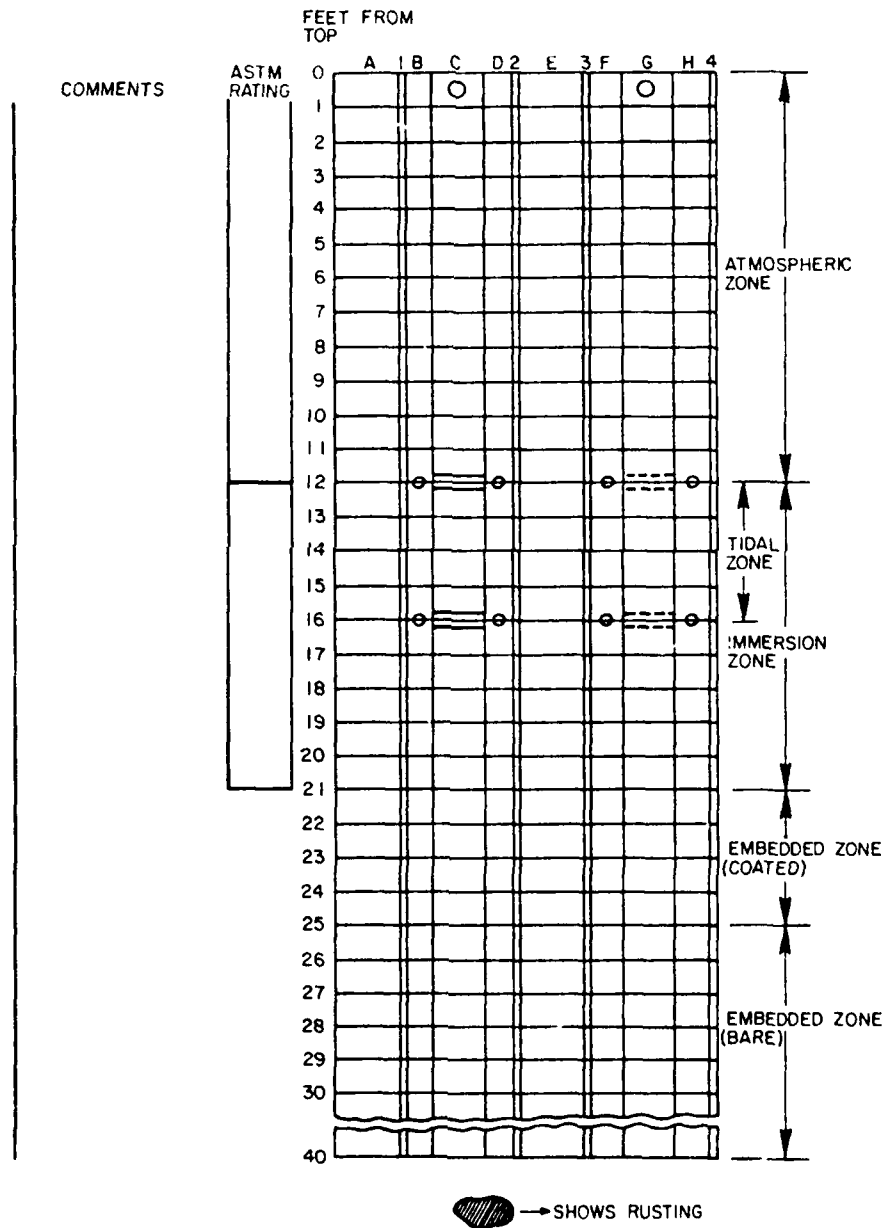 FEET FROM
TOP
COMMENTS
ASTM
RATING
A 1 B C D 2 E 3 F G H 4
0
1
2
3
4
5
6
7
8
9
10
11
12
13
14
15
16
17
18
19
20
21
22
23
24
25
26
27
28
29
30
40
ATMOSPHERIC
ZONE
TIDAL
ZONE
IMMERSION
ZONE
EMBEDDED ZONE
(COATED)
EMBEDDED ZONE
(BARE)
SHOWS RUSTING